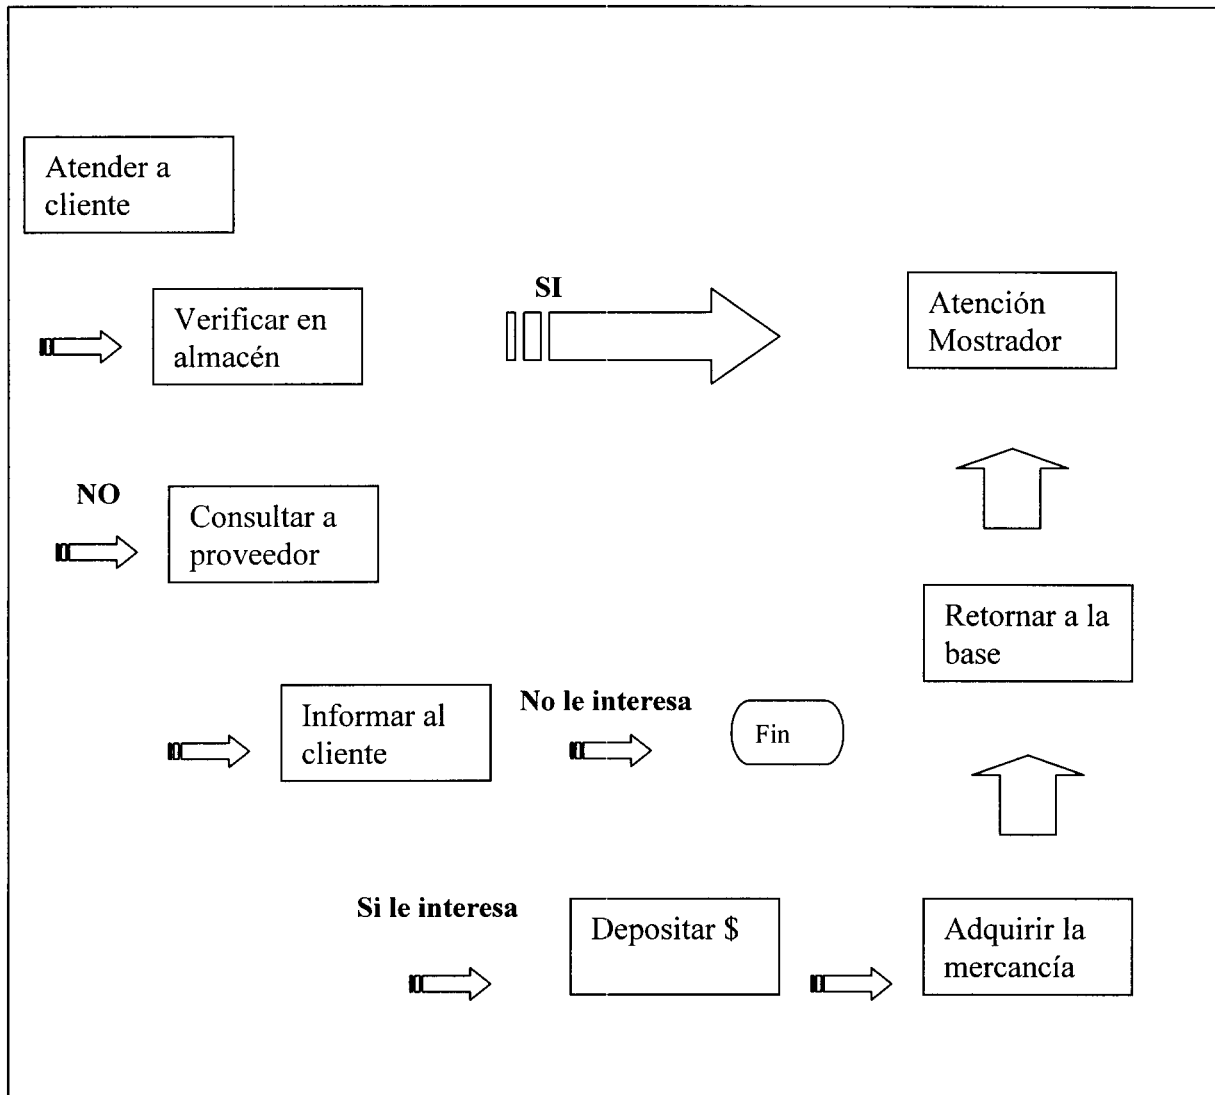 Atender a
cliente
SI
Verificar en
almacén
Atención
Mostrador
NO
Consultar a
proveedor
Retornar a la
base
Informar al
cliente
No le interesa
Fin
Si le interesa
Depositar $
Adquirir la
mercancía